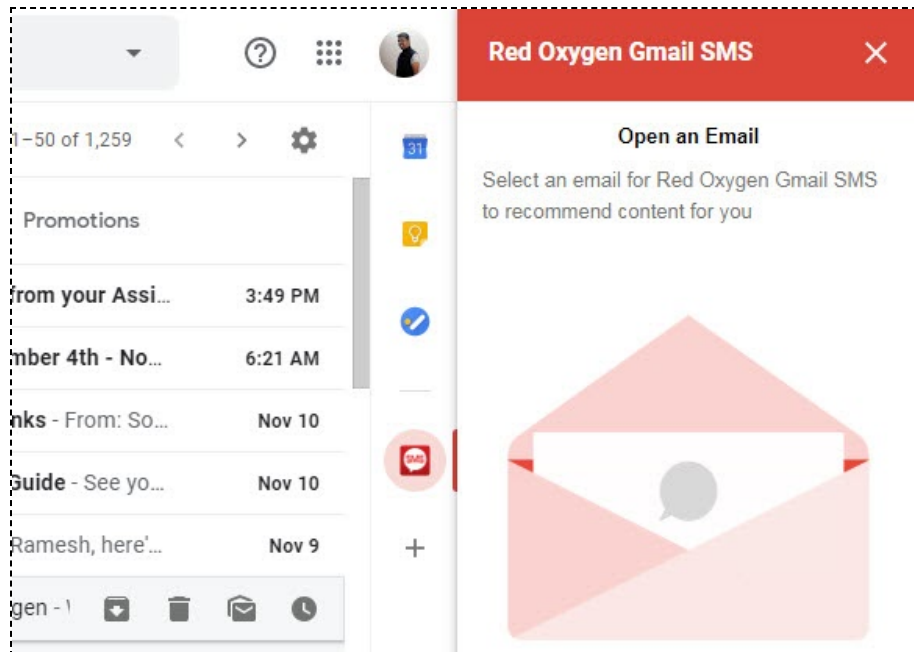 Red Oxygen Gmail SMS
1–50 of 1,259
31
Open an Email
Select an email for Red Oxygen Gmail SMS
to recommend content for you
Promotions
from your Assi... 3:49 PM
mber 4th - No... 6:21 AM
nks - From: So... Nov 10
SMS
Guide - See yo... Nov 10
Ramesh, here'... Nov 9
gen -